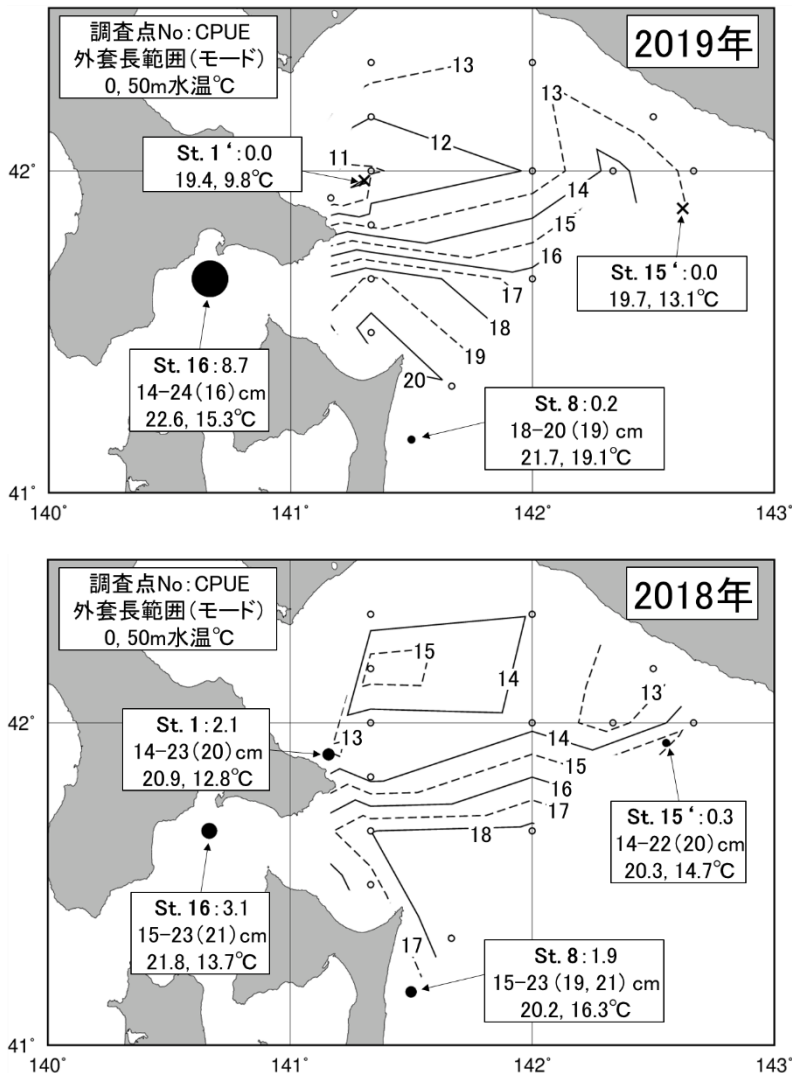 調査点No:CPUE
外套長範囲(モード)
0, 50m水温℃
2019年
13
13
12
11
St. 1‘:0.0
19.4, 9.8℃
14
15
16
17
18
19
20
St. 15‘:0.0
19.7, 13.1℃
St. 16:8.7
14-24(16)cm
22.6, 15.3℃
St. 8:0.2
18-20(19)cm
21.7, 19.1℃
42°
41°
140°
141°
142°
143°
調査点No:CPUE
外套長範囲(モード)
0, 50m水温℃
2018年
15
14
13
13
St. 1:2.1
14-23(20)cm
20.9, 12.8℃
14
15
16
17
18
17
St. 15‘:0.3
14-22(20)cm
20.3, 14.7℃
St. 16:3.1
15-23(21)cm
21.8, 13.7℃
St. 8:1.9
15-23(19, 21)cm
20.2, 16.3℃
42°
41°
140°
141°
142°
143°